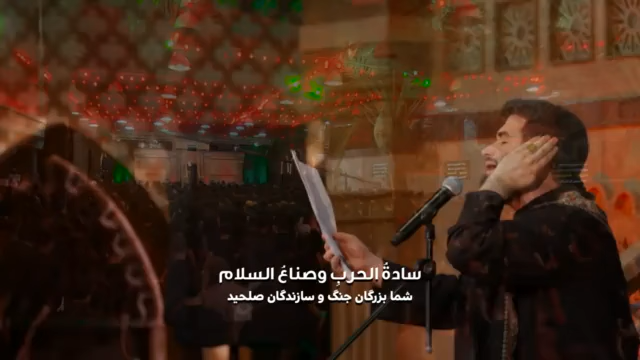 سادةُ الحربِ وصناعُ السلام
شما بزرگان جنگ و سازندگان صلحید